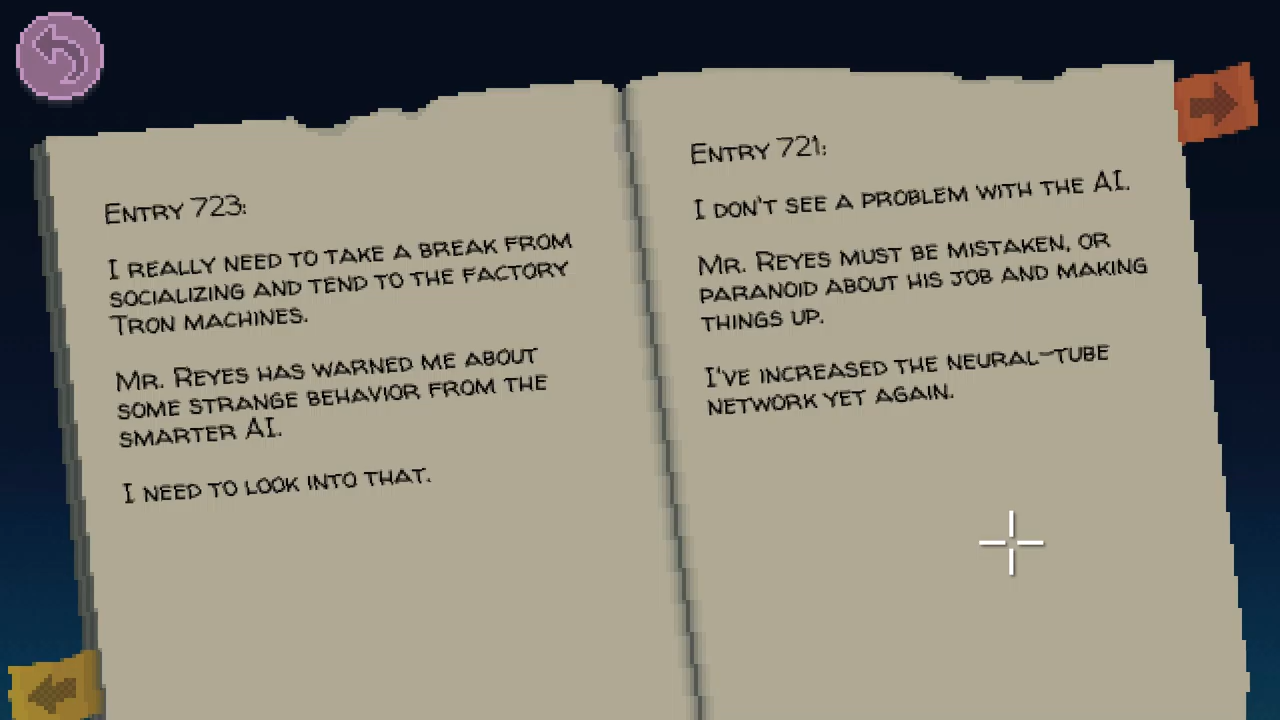 Entry 723:
I really need to take a break from
socializing and tend to the factory
Tron machines.
Mr. Reyes has warned me about
some strange behavior from the
smarter AI.
I need to look into that.
Entry 721:
I don't see a problem with the AI.
Mr. Reyes must be mistaken, or
paranoid about his job and making
things up.
I've increased the neural-tube
network yet again.